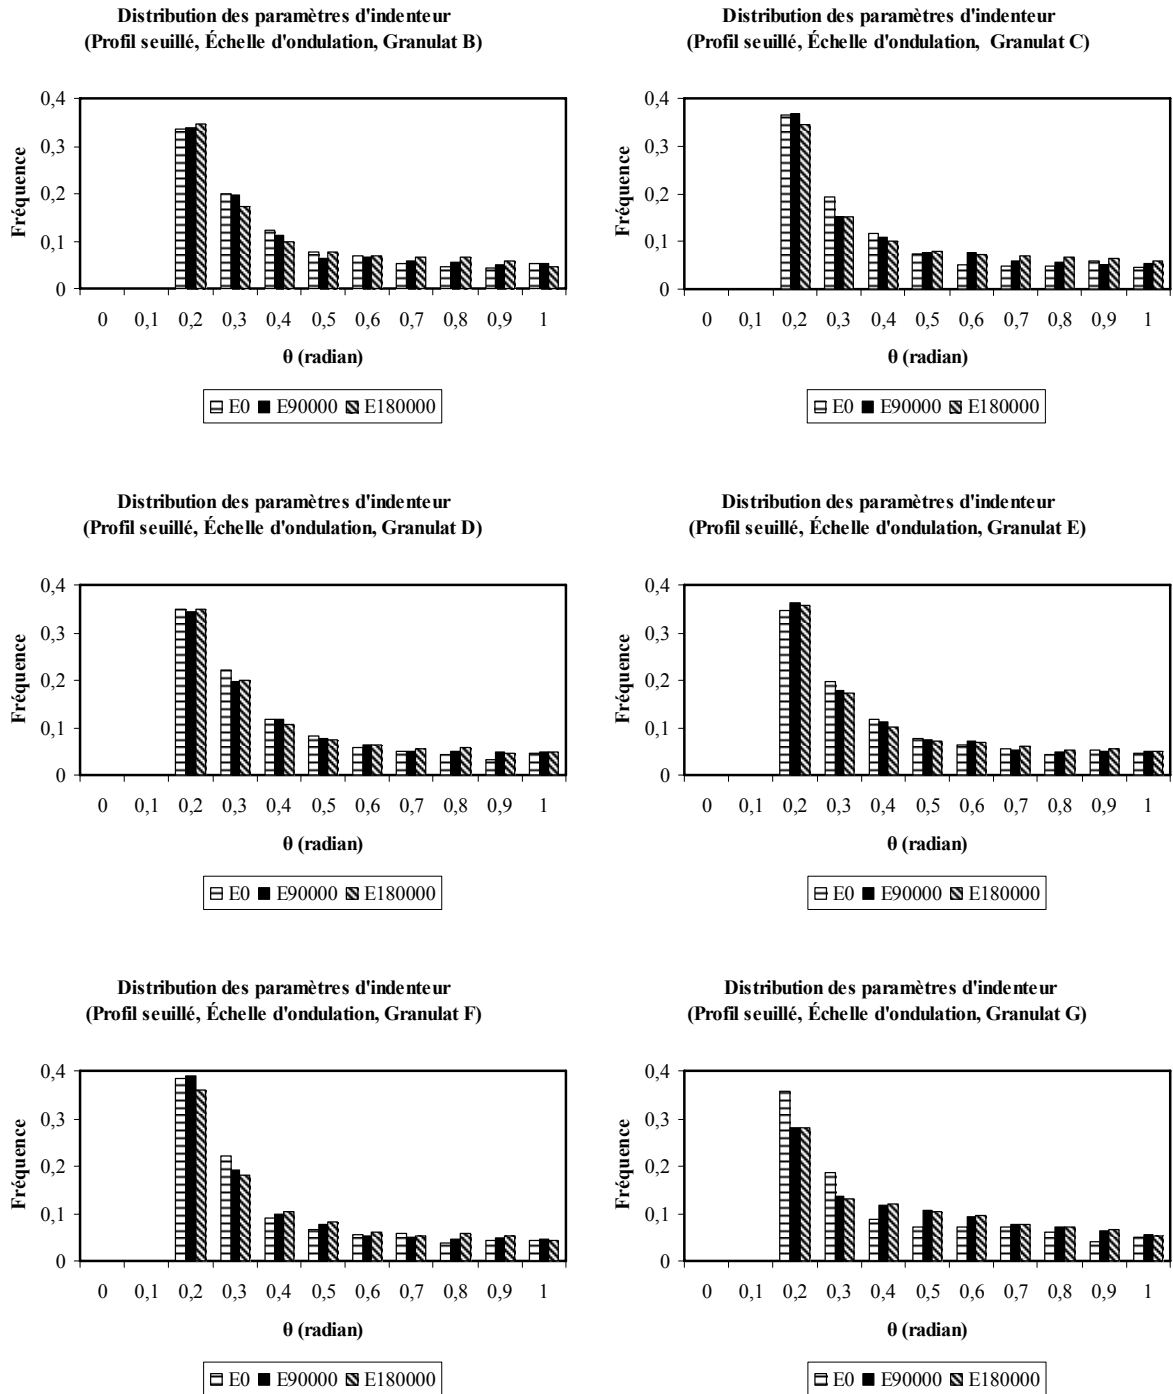 Distribution des paramètres d'indenteur
(Profil seuillé, Échelle d'ondulation, Granulat B)
0,4
0,3
0,2
0,1
0
Fréquence
0 0,1 0,2 0,3 0,4 0,5 0,6 0,7 0,8 0,9 1
θ (radian)
E0 E90000 E180000
Distribution des paramètres d'indenteur
(Profil seuillé, Échelle d'ondulation, Granulat C)
0,4
0,3
0,2
0,1
0
Fréquence
0 0,1 0,2 0,3 0,4 0,5 0,6 0,7 0,8 0,9 1
θ (radian)
E0 E90000 E180000
Distribution des paramètres d'indenteur
(Profil seuillé, Échelle d'ondulation, Granulat D)
0,4
0,3
0,2
0,1
0
Fréquence
0 0,1 0,2 0,3 0,4 0,5 0,6 0,7 0,8 0,9 1
θ (radian)
E0 E90000 E180000
Distribution des paramètres d'indenteur
(Profil seuillé, Échelle d'ondulation, Granulat E)
0,4
0,3
0,2
0,1
0
Fréquence
0 0,1 0,2 0,3 0,4 0,5 0,6 0,7 0,8 0,9 1
θ (radian)
E0 E90000 E180000
Distribution des paramètres d'indenteur
(Profil seuillé, Échelle d'ondulation, Granulat F)
0,4
0,3
0,2
0,1
0
Fréquence
0 0,1 0,2 0,3 0,4 0,5 0,6 0,7 0,8 0,9 1
θ (radian)
E0 E90000 E180000
Distribution des paramètres d'indenteur
(Profil seuillé, Échelle d'ondulation, Granulat G)
0,4
0,3
0,2
0,1
0
Fréquence
0 0,1 0,2 0,3 0,4 0,5 0,6 0,7 0,8 0,9 1
θ (radian)
E0 E90000 E180000